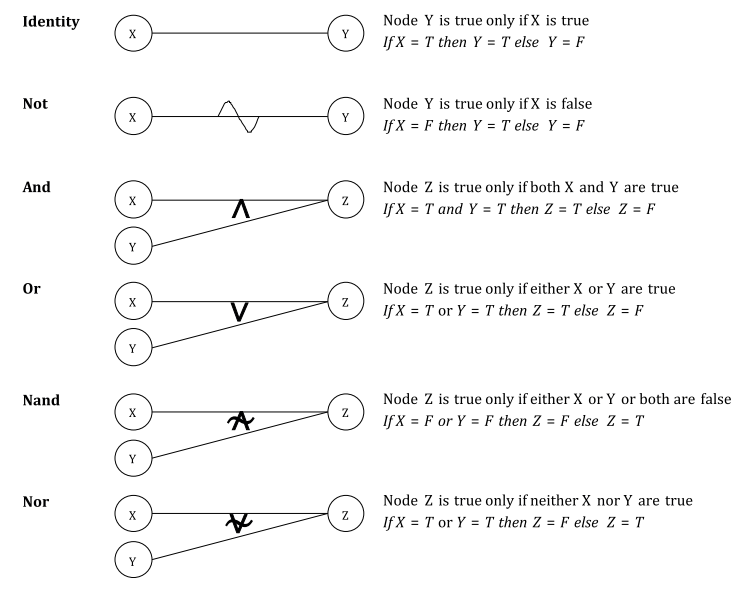 Identity
X
Y
Node Y is true only if X is true
If X = T then Y = T else Y = F
Not
X
Y
Node Y is true only if X is false
If X = F then Y = T else Y = F
And
X
Z
Y
Node Z is true only if both X and Y are true
If X = T and Y = T then Z = T else Z = F
∧
Or
X
Z
Y
Node Z is true only if either X or Y are true
If X = T or Y = T then Z = T else Z = F
∨
Nand
X
Z
Y
Node Z is true only if either X or Y or both are false
If X = F or Y = F then Z = F else Z = T
Nor
X
Z
Y
Node Z is true only if neither X nor Y are true
If X = T or Y = T then Z = F else Z = T